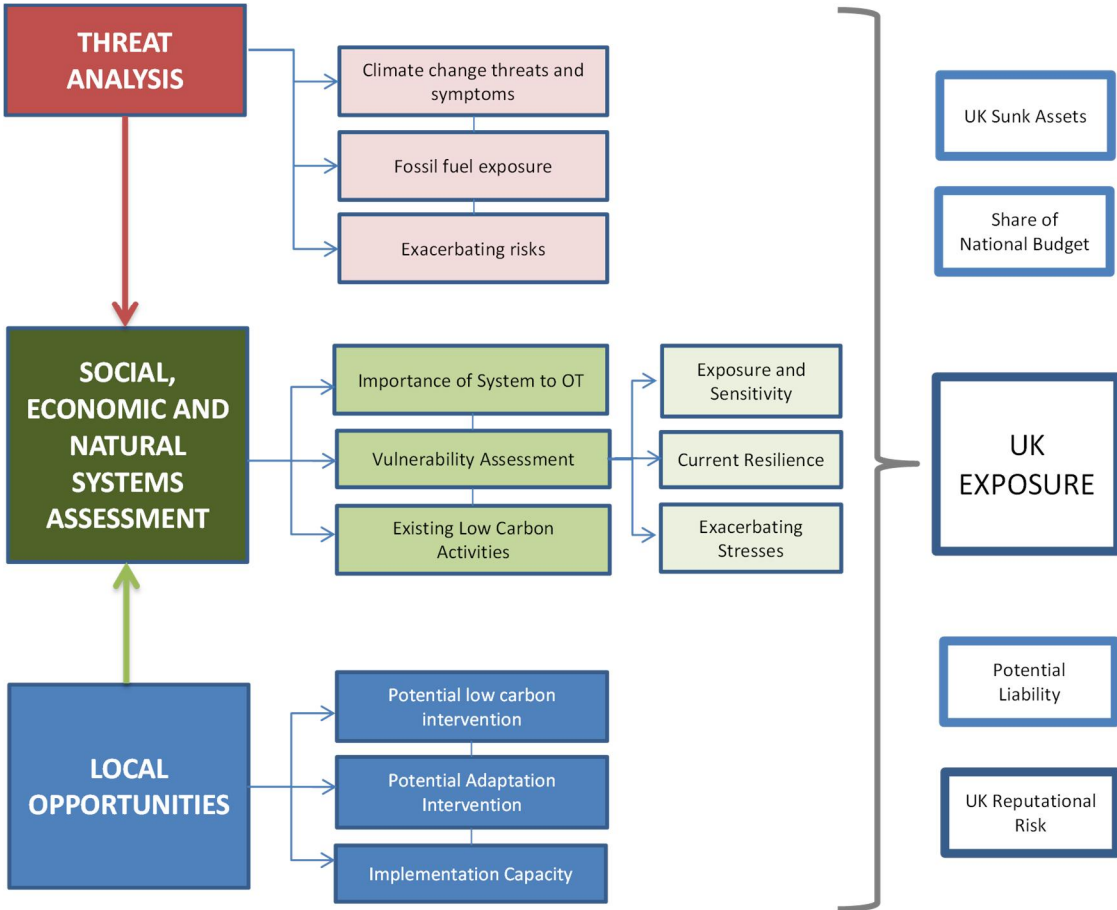 THREAT
ANALYSIS
Climate change threats and
symptoms
Fossil fuel exposure
Exacerbating risks
SOCIAL,
ECONOMIC AND
NATURAL
SYSTEMS
ASSESSMENT
Importance of System to OT
Vulnerability Assessment
Existing Low Carbon
Activities
Exposure and
Sensitivity
Current Resilience
Exacerbating
Stresses
LOCAL
OPPORTUNITIES
Potential low carbon
intervention
Potential Adaptation
Intervention
Implementation Capacity
UK Sunk Assets
Share of
National Budget
UK
EXPOSURE
Potential
Liability
UK Reputational
Risk